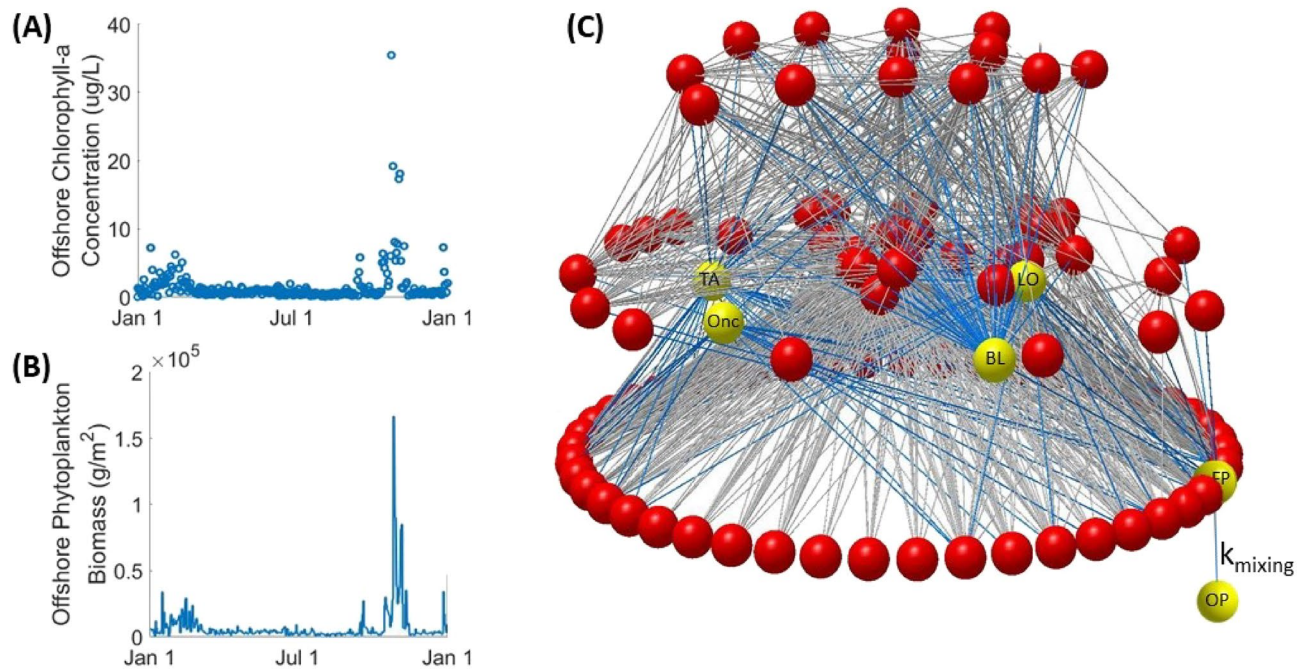 (A)
Offshore Chlorophyll-a
Concentration (ug/L)
40
30
20
10
0
Jan 1
Jul 1
Jan 1
(B)
Offshore Phytoplankton
Biomass (g/m²)
×10⁵
2
1.5
1
0.5
0
Jan 1
Jul 1
Jan 1
(C)
TA
Onc
LO
BL
k mixing
OP